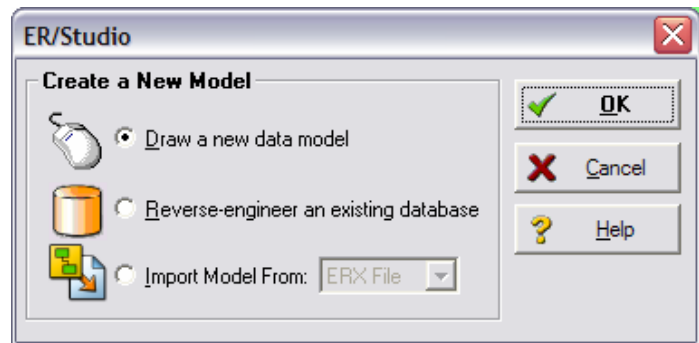 ER/Studio
Create a New Model
Draw a new data model
Reverse-engineer an existing database
Import Model From: ERX File
OK
Cancel
Help